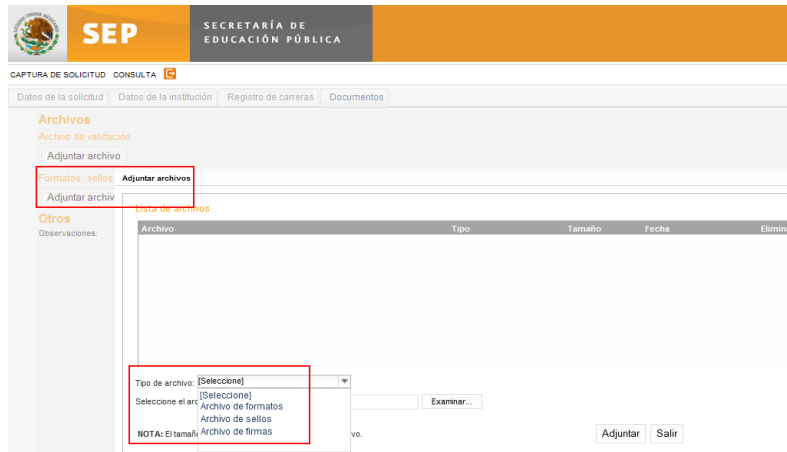 SEP
SECRETARÍA DE
EDUCACIÓN PÚBLICA
CAPTURA DE SOLICITUD CONSULTA
Datos de la solicitud Datos de la institución Registro de carreras Documentos
Archivos
Archivo de validación
Adjuntar archivo
Formatos, sellos Adjuntar archivos
Adjuntar archiv
Lista de archivos
Otros
Observaciones:
Archivo Tipo Tamaño Fecha Elimin
Tipo de archivo: [Seleccione]
[Seleccione]
Seleccione el arc Examinar...
Archivo de formatos
Archivo de sellos
Archivo de firmas
NOTA: El tamañ vo.
Adjuntar Salir